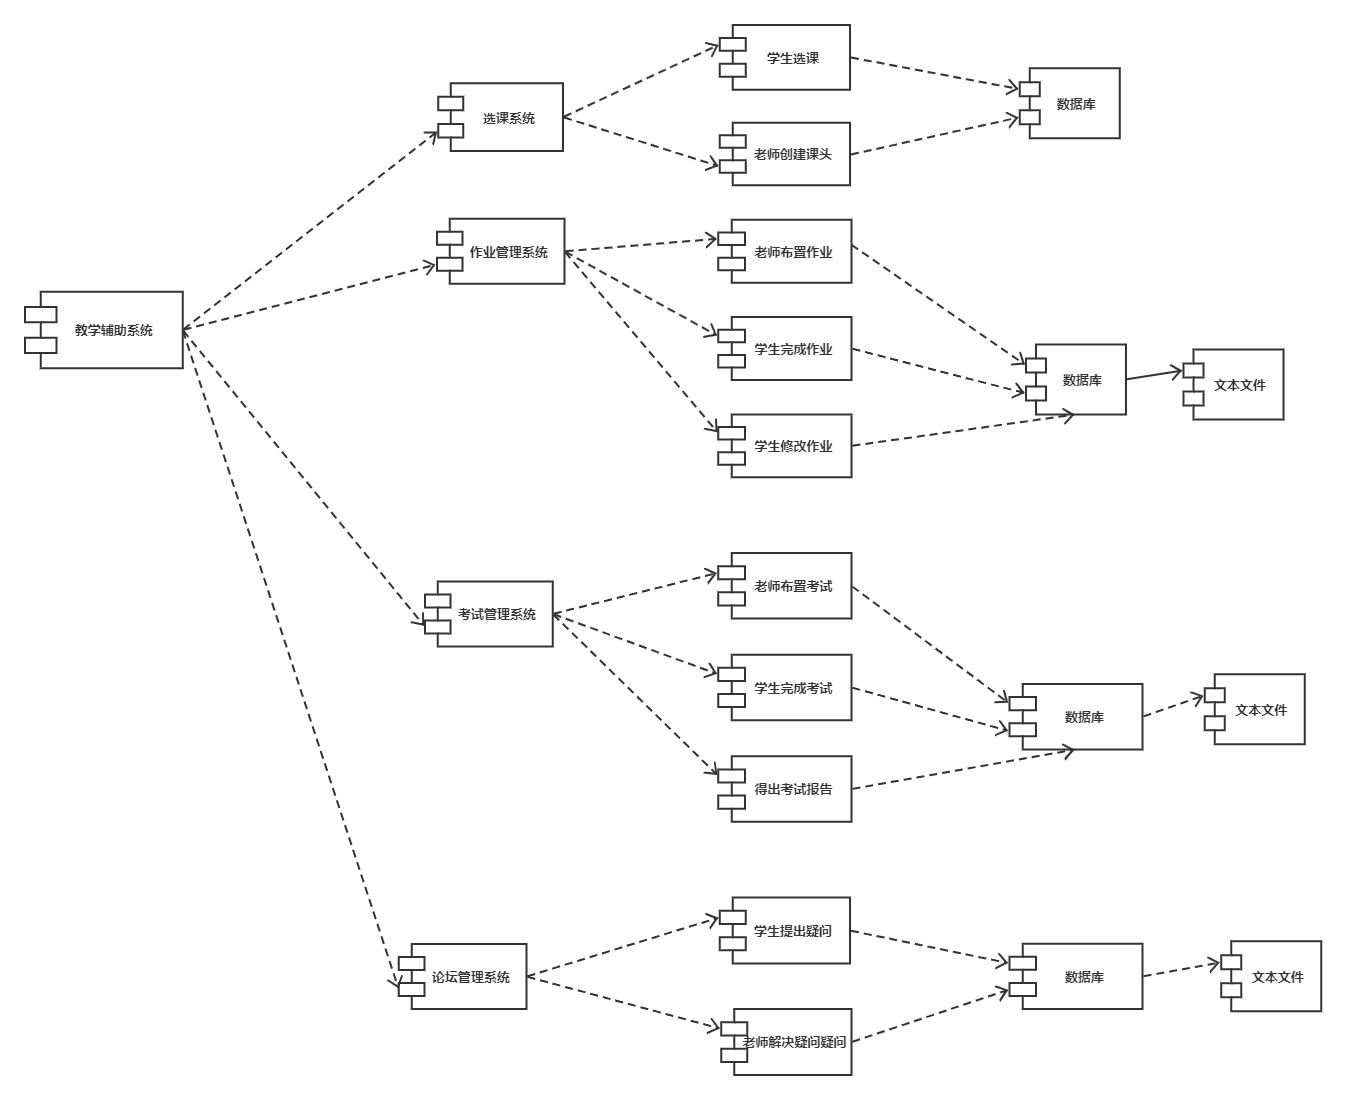 学生选课
数据库
选课系统
老师创建课头
老师布置作业
作业管理系统
教学辅助系统
学生完成作业
数据库
文本文件
学生修改作业
老师布置考试
考试管理系统
学生完成考试
数据库
文本文件
得出考试报告
学生提出疑问
论坛管理系统
数据库
文本文件
老师解决疑问疑问